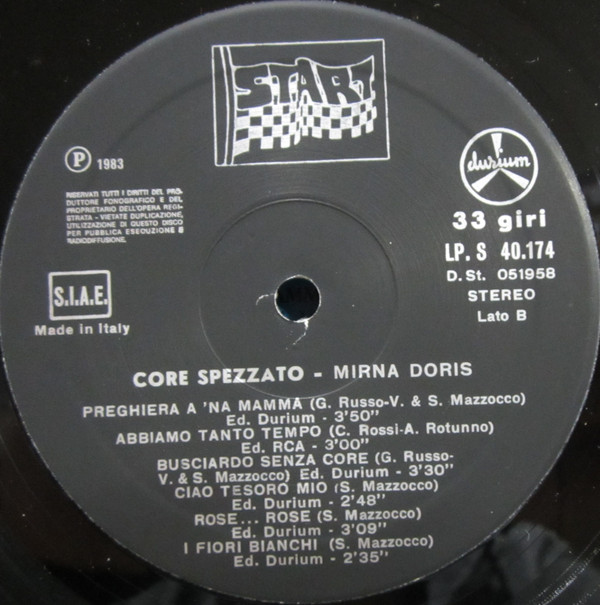 START
℗ 1983
RISERVATI TUTTI I DIRITTI DEL PRO-
DUTTORE FONOGRAFICO E DEL
PROPRIETARIO DELL'OPERA REGI-
STRATA - VIETATE DUPLICAZIONE,
UTILIZZAZIONE DI QUESTO DISCO
PER PUBBLICA ESECUZIONE E
RADIODIFFUSIONE.
S.I.A.E.
Made in Italy
durium
33 giri
LP. S 40.174
D. St. 051958
STEREO
Lato B
CORE SPEZZATO - MIRNA DORIS
PREGHIERA A 'NA MAMMA (G. Russo-V. & S. Mazzocco)
Ed. Durium - 3'50"
ABBIAMO TANTO TEMPO (C. Rossi-A. Rotunno)
Ed. RCA - 3'00"
BUSCIARDO SENZA CORE (G. Russo-
V. & S. Mazzocco) Ed. Durium - 3'30"
CIAO TESORO MIO (S. Mazzocco)
Ed. Durium - 2'48"
ROSE... ROSE (S. Mazzocco)
Ed. Durium - 3'09"
I FIORI BIANCHI (S. Mazzocco)
Ed. Durium - 2'35"